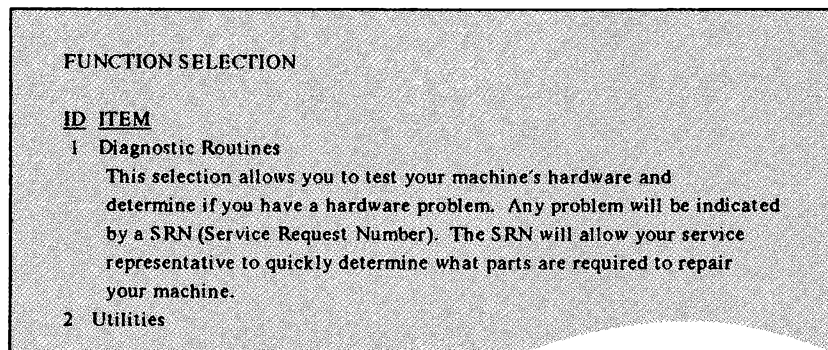 FUNCTION SELECTION
ID ITEM
1 Diagnostic Routines
This selection allows you to test your machine's hardware and
determine if you have a hardware problem. Any problem will be indicated
by a SRN (Service Request Number). The SRN will allow your service
representative to quickly determine what parts are required to repair
your machine.
2 Utilities